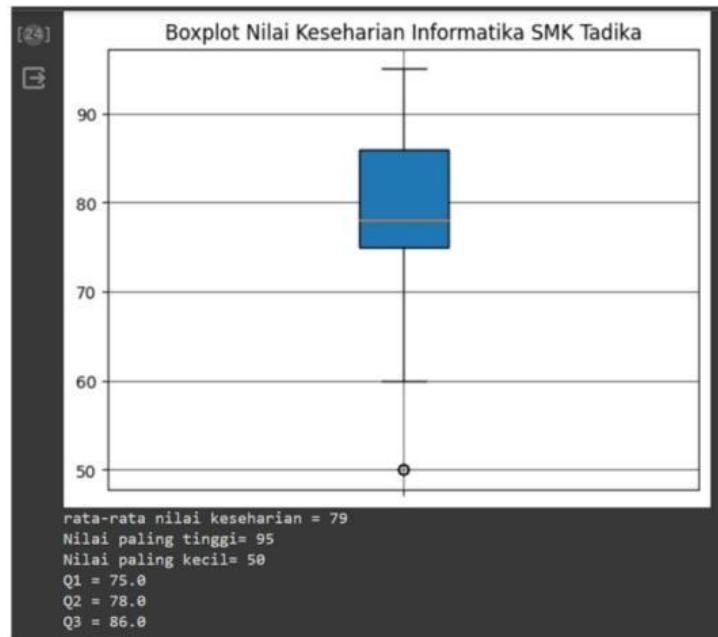 [24]
Boxplot Nilai Keseharian Informatika SMK Tadika
90
80
70
60
50
rata-rata nilai keseharian = 79
Nilai paling tinggi= 95
Nilai paling kecil= 50
Q1 = 75.0
Q2 = 78.0
Q3 = 86.0